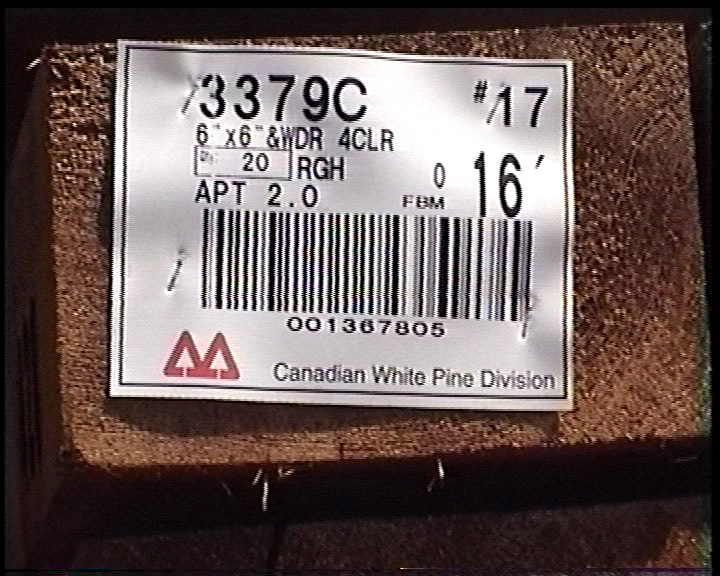 3379C #17
6"x6"&WDR 4CLR
20 RGH 0 16'
APT 2.0 FBM
001367805
Canadian White Pine Division